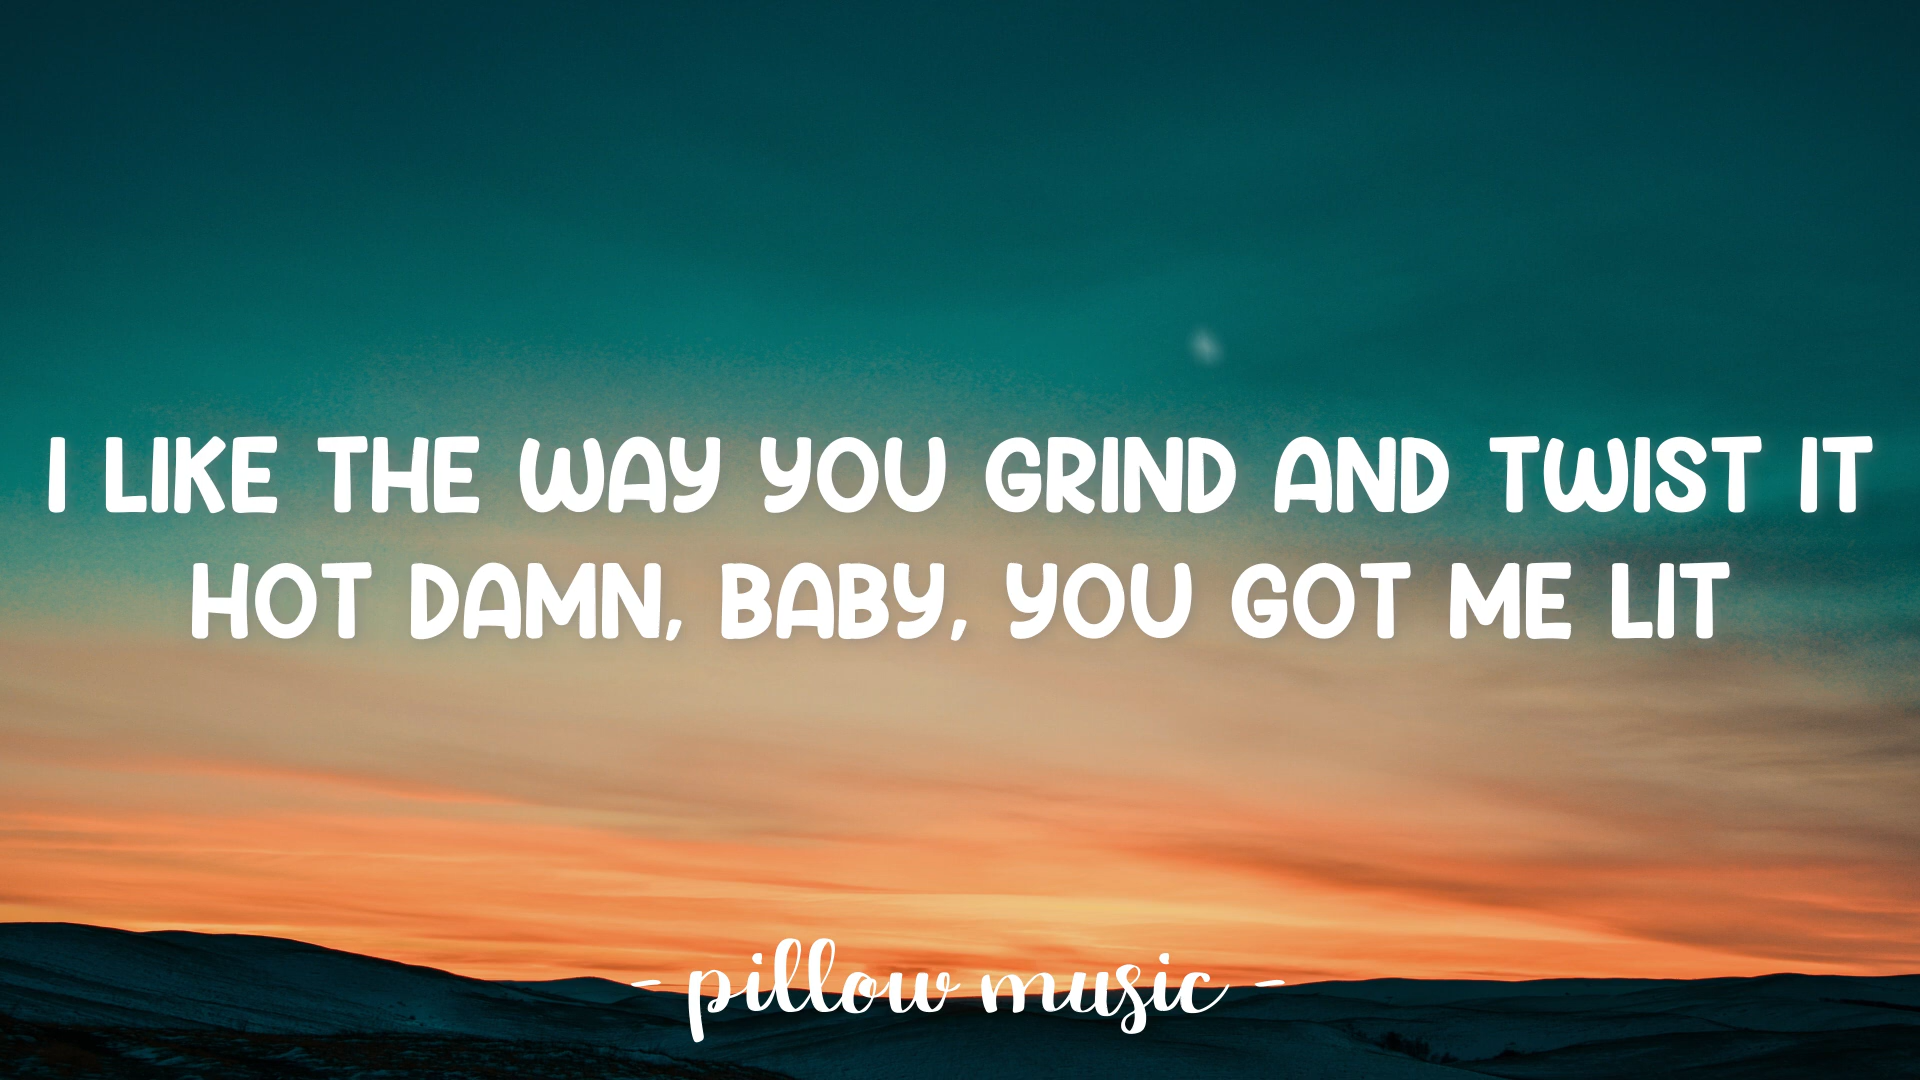 I LIKE THE WAY YOU GRIND AND TWIST IT
HOT DAMN, BABY, YOU GOT ME LIT
- pillow music -